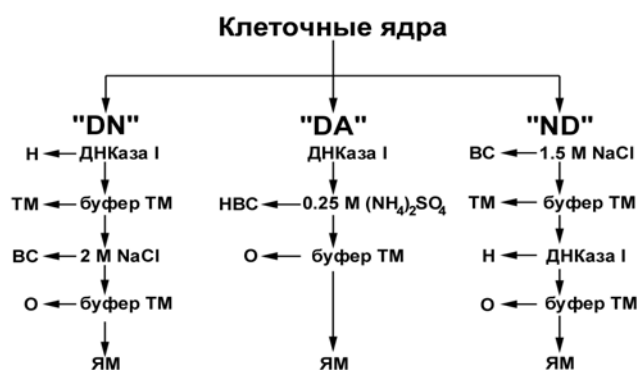 Клеточные ядра
"DN" "DA" "ND"
Н ДНКаза I ДНКаза I ВС 1.5 М NaCl
ТМ буфер ТМ НВС 0.25 М (NH₄)₂SO₄ ТМ буфер ТМ
ВС 2 М NaCl О буфер ТМ Н ДНКаза I
О буфер ТМ О буфер ТМ
ЯМ ЯМ ЯМ